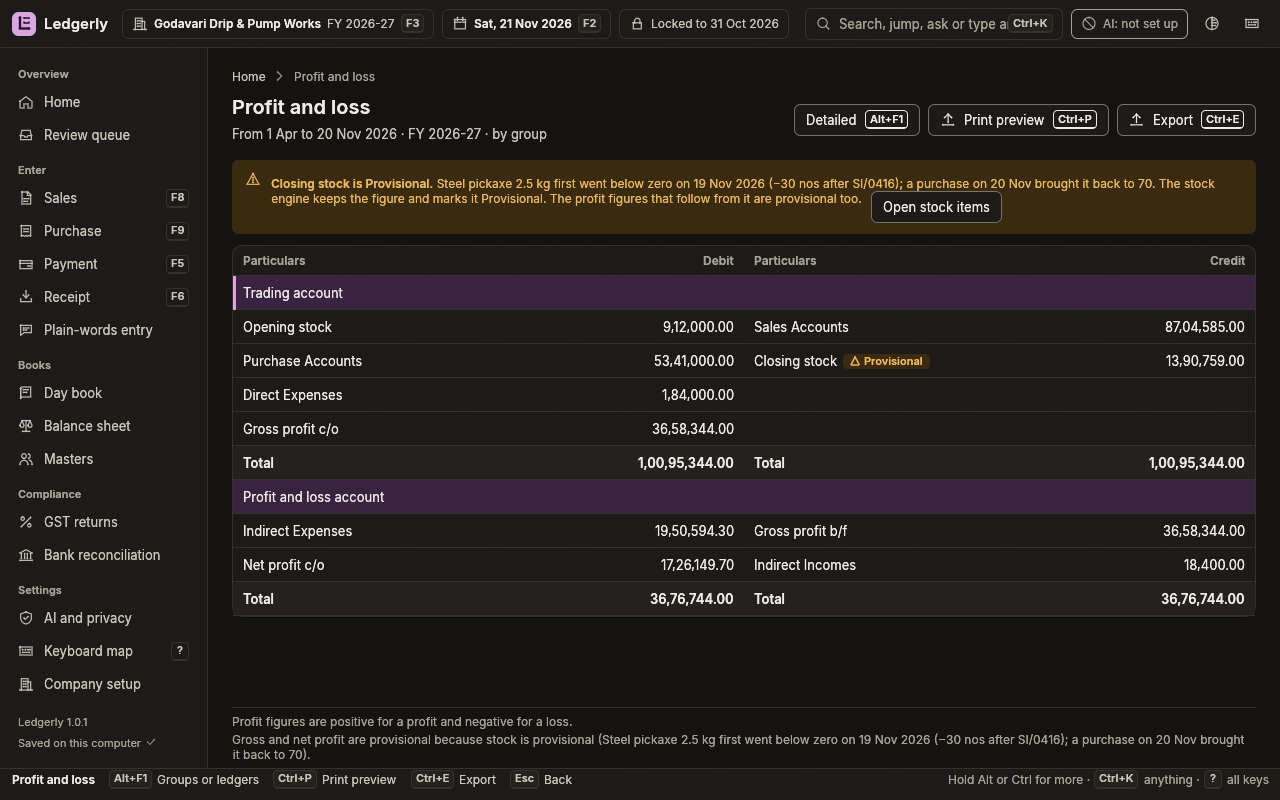 Ledgerly
Godavari Drip & Pump Works FY 2026-27 F3
Sat, 21 Nov 2026 F2
Locked to 31 Oct 2026
Search, jump, ask or type a Ctrl+K
AI: not set up
Overview
Home
Review queue
Enter
Sales F8
Purchase F9
Payment F5
Receipt F6
Plain-words entry
Books
Day book
Balance sheet
Masters
Compliance
GST returns
Bank reconciliation
Settings
AI and privacy
Keyboard map ?
Company setup
Ledgerly 1.0.1
Saved on this computer
Home > Profit and loss
Profit and loss
From 1 Apr to 20 Nov 2026 · FY 2026-27 · by group
Detailed Alt+F1
Print preview Ctrl+P
Export Ctrl+E
Closing stock is Provisional. Steel pickaxe 2.5 kg first went below zero on 19 Nov 2026 (−30 nos after SI/0416); a purchase on 20 Nov brought it back to 70. The stock
engine keeps the figure and marks it Provisional. The profit figures that follow from it are provisional too.
Open stock items
Particulars Debit Particulars Credit
Trading account
Opening stock 9,12,000.00 Sales Accounts 87,04,585.00
Purchase Accounts 53,41,000.00 Closing stock Provisional 13,90,759.00
Direct Expenses 1,84,000.00
Gross profit c/o 36,58,344.00
Total 1,00,95,344.00 Total 1,00,95,344.00
Profit and loss account
Indirect Expenses 19,50,594.30 Gross profit b/f 36,58,344.00
Net profit c/o 17,26,149.70 Indirect Incomes 18,400.00
Total 36,76,744.00 Total 36,76,744.00
Profit figures are positive for a profit and negative for a loss.
Gross and net profit are provisional because stock is provisional (Steel pickaxe 2.5 kg first went below zero on 19 Nov 2026 (−30 nos after SI/0416); a purchase on 20 Nov brought
it back to 70).
Profit and loss Alt+F1 Groups or ledgers Ctrl+P Print preview Ctrl+E Export Esc Back
Hold Alt or Ctrl for more · Ctrl+K anything · ? all keys